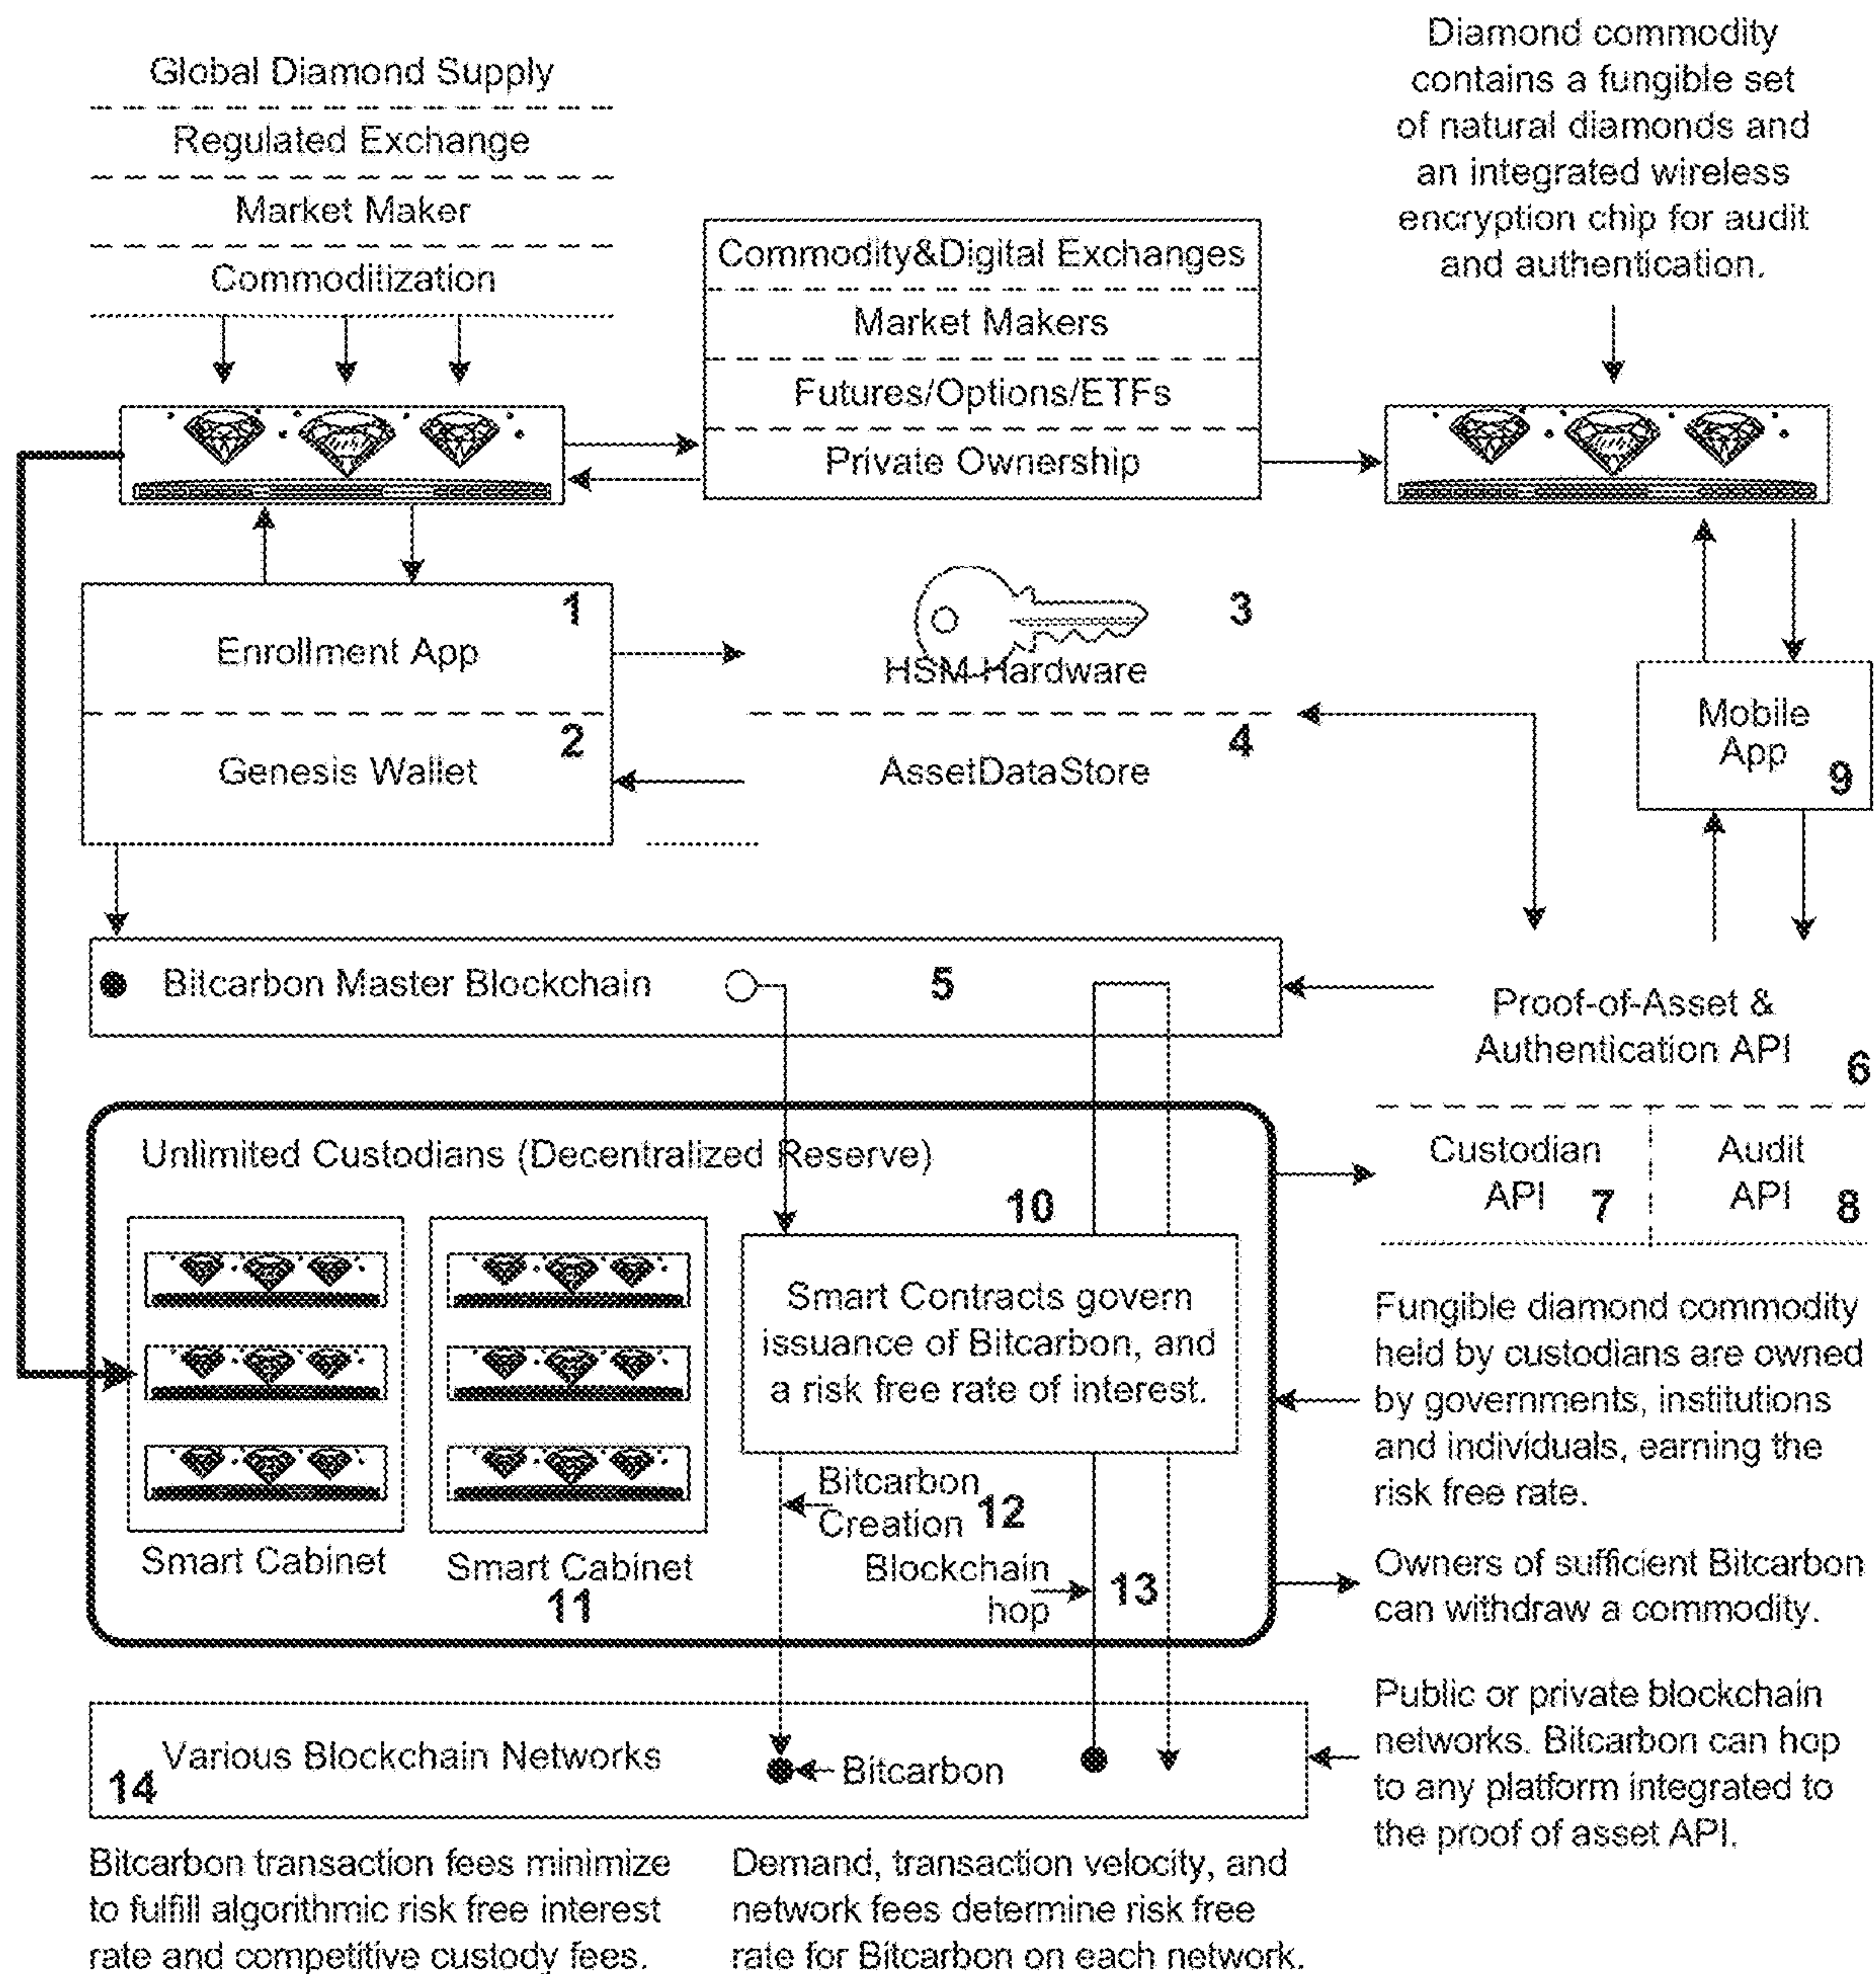 Global Diamond Supply
Regulated Exchange
Market Maker
Commoditization
Commodity&Digital Exchanges
Market Makers
Futures/Options/ETFs
Private Ownership
Diamond commodity
contains a fungible set
of natural diamonds and
an integrated wireless
encryption chip for audit
and authentication.
1
Enrollment App
2
Genesis Wallet
3
HSM Hardware
4
AssetDataStore
Mobile
App
9
Bitcarbon Master Blockchain
5
Proof-of-Asset &
Authentication API
6
Custodian
API 7
Audit
API 8
Unlimited Custodians (Decentralized Reserve)
10
Smart Contracts govern
issuance of Bitcarbon, and
a risk free rate of interest.
Smart Cabinet
Smart Cabinet
11
Bitcarbon
Creation 12
Blockchain
hop
13
Fungible diamond commodity
held by custodians are owned
by governments, institutions
and individuals, earning the
risk free rate.
Owners of sufficient Bitcarbon
can withdraw a commodity.
Various Blockchain Networks
14
Bitcarbon
Public or private blockchain
networks. Bitcarbon can hop
to any platform integrated to
the proof of asset API.
Bitcarbon transaction fees minimize
to fulfill algorithmic risk free interest
rate and competitive custody fees.
Demand, transaction velocity, and
network fees determine risk free
rate for Bitcarbon on each network.